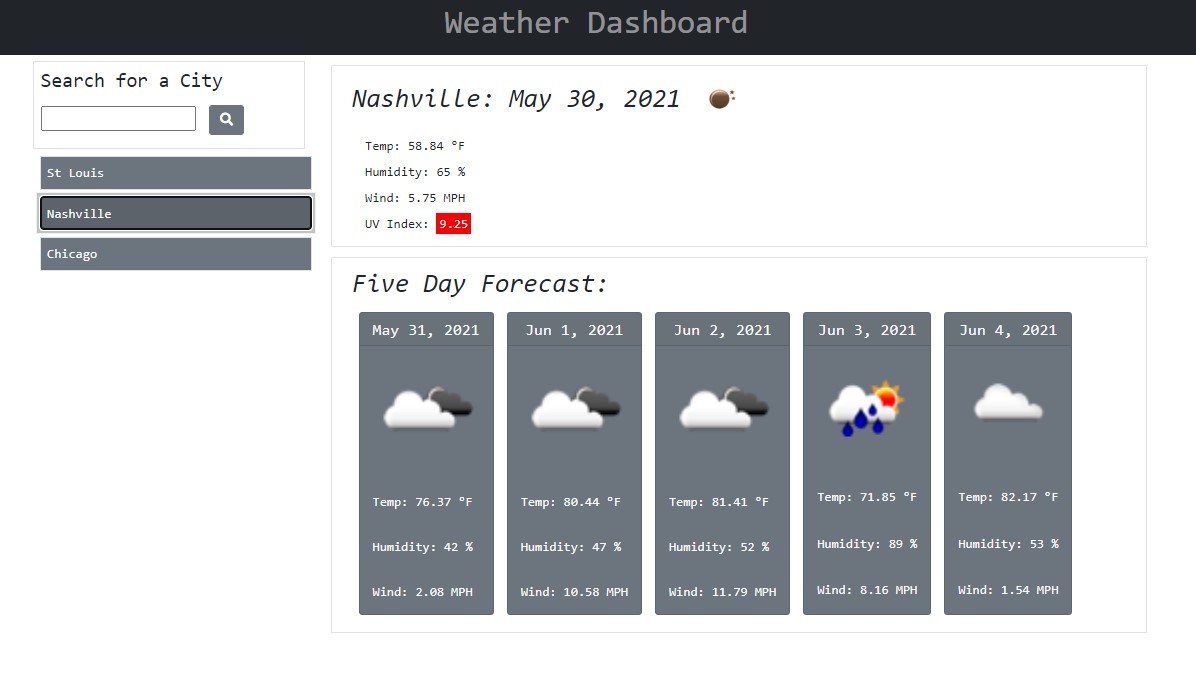 Weather Dashboard
Search for a City
St Louis
Nashville
Chicago
Nashville: May 30, 2021
Temp: 58.84 °F
Humidity: 65 %
Wind: 5.75 MPH
UV Index: 9.25
Five Day Forecast:
May 31, 2021
Temp: 76.37 °F
Humidity: 42 %
Wind: 2.08 MPH
Jun 1, 2021
Temp: 80.44 °F
Humidity: 47 %
Wind: 10.58 MPH
Jun 2, 2021
Temp: 81.41 °F
Humidity: 52 %
Wind: 11.79 MPH
Jun 3, 2021
Temp: 71.85 °F
Humidity: 89 %
Wind: 8.16 MPH
Jun 4, 2021
Temp: 82.17 °F
Humidity: 53 %
Wind: 1.54 MPH